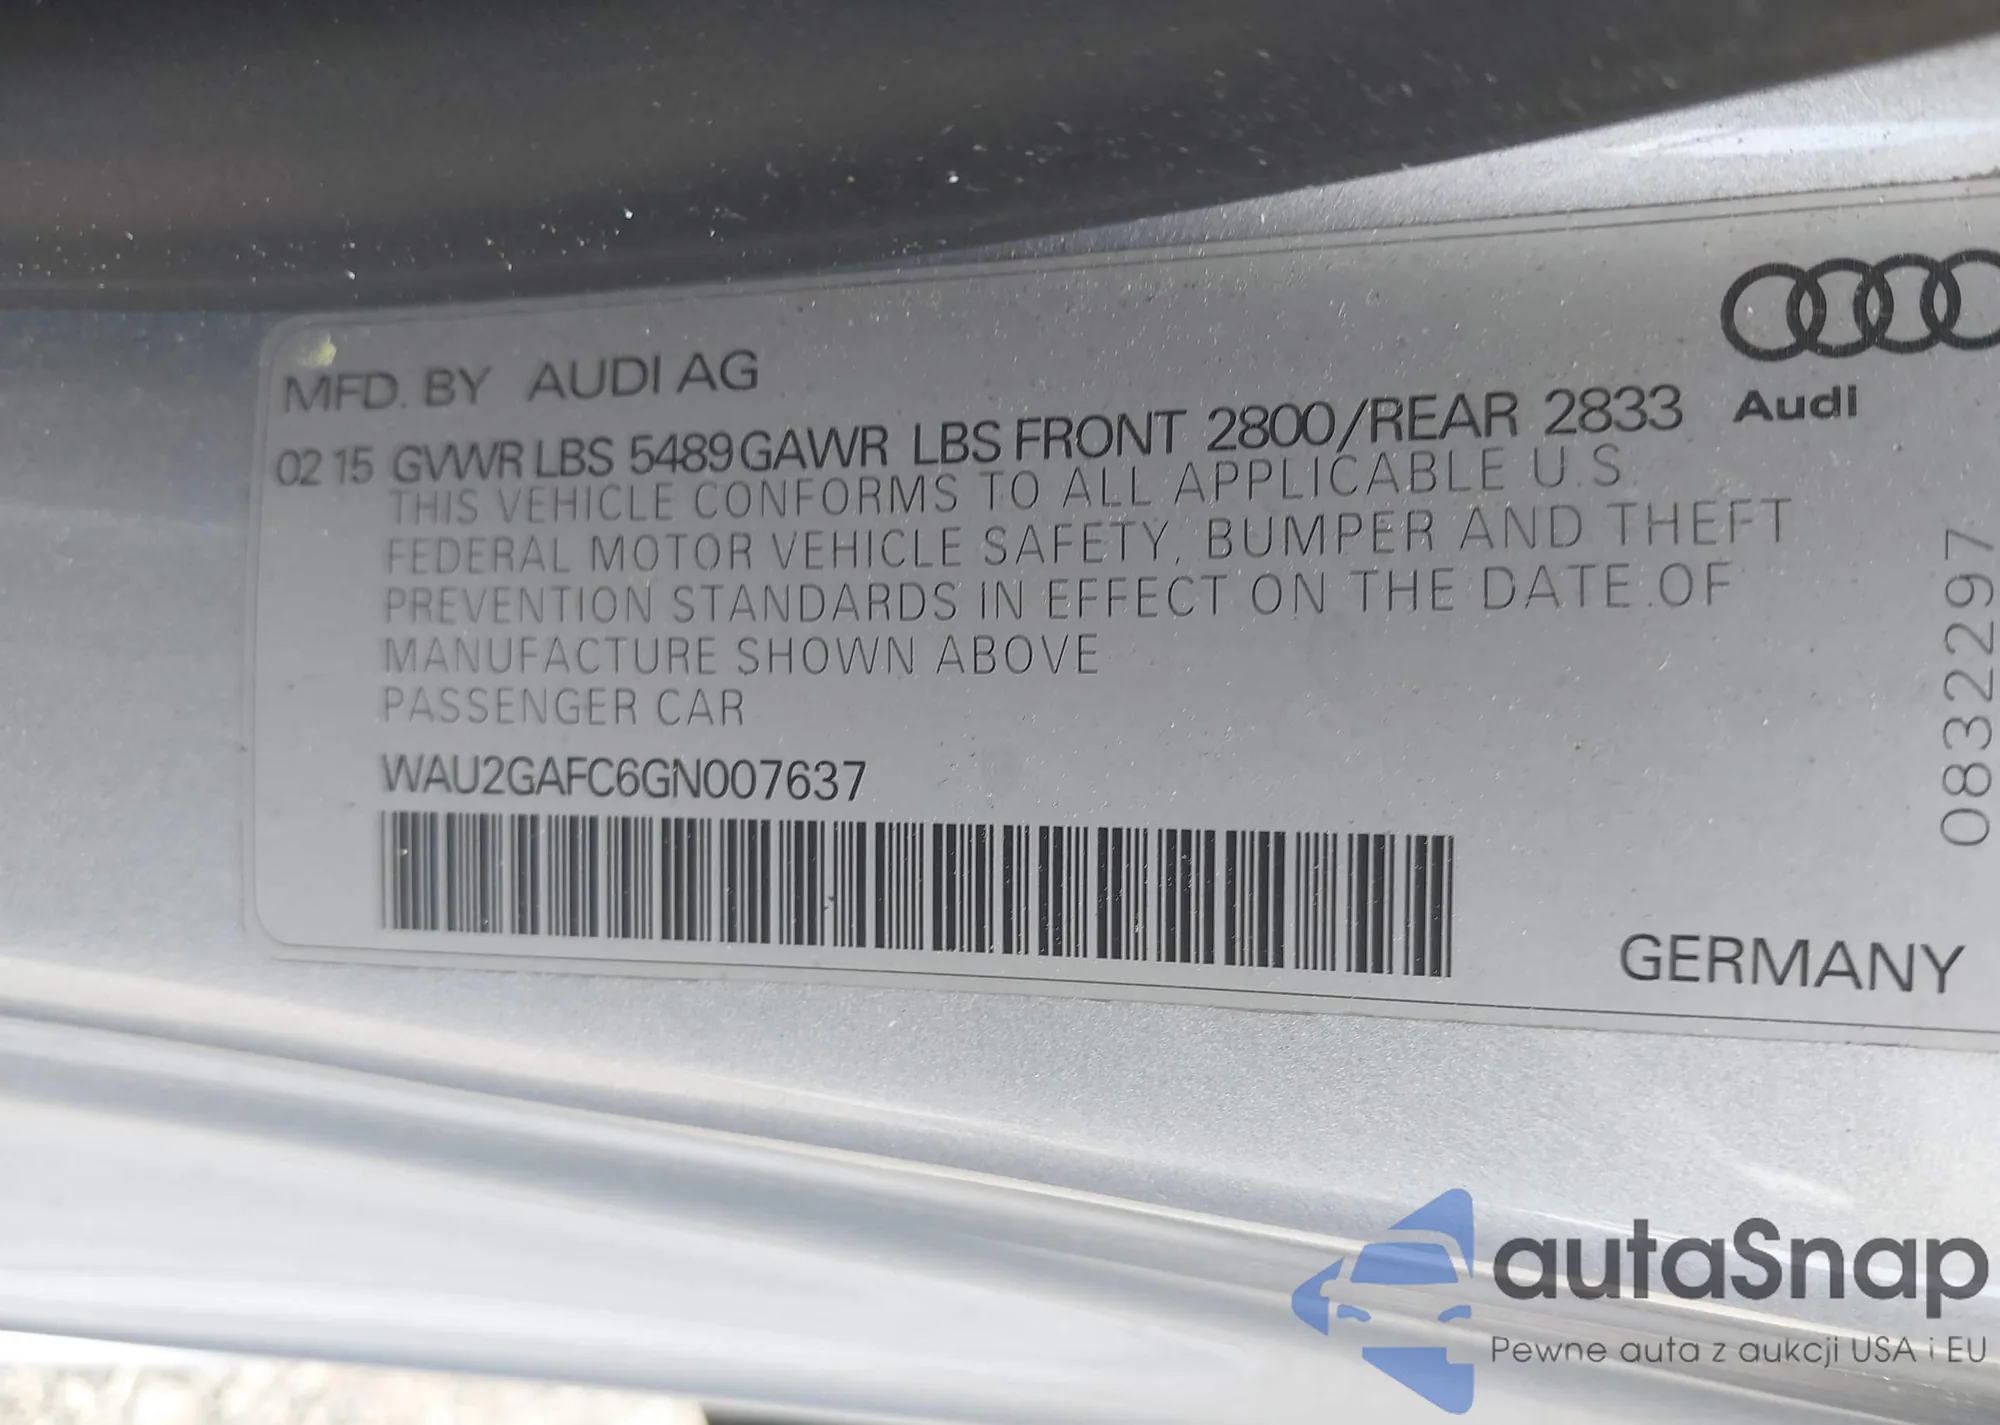 MFD. BY AUDI AG
02 15 GVWR LBS 5489 GAWR LBS FRONT 2800/REAR 2833
THIS VEHICLE CONFORMS TO ALL APPLICABLE U.S.
FEDERAL MOTOR VEHICLE SAFETY, BUMPER AND THEFT
PREVENTION STANDARDS IN EFFECT ON THE DATE OF
MANUFACTURE SHOWN ABOVE
PASSENGER CAR
WAU2GAFC6GN007637
Audi
08322297
GERMANY
autaSnap
Pewne auta z aukcji USA i EU